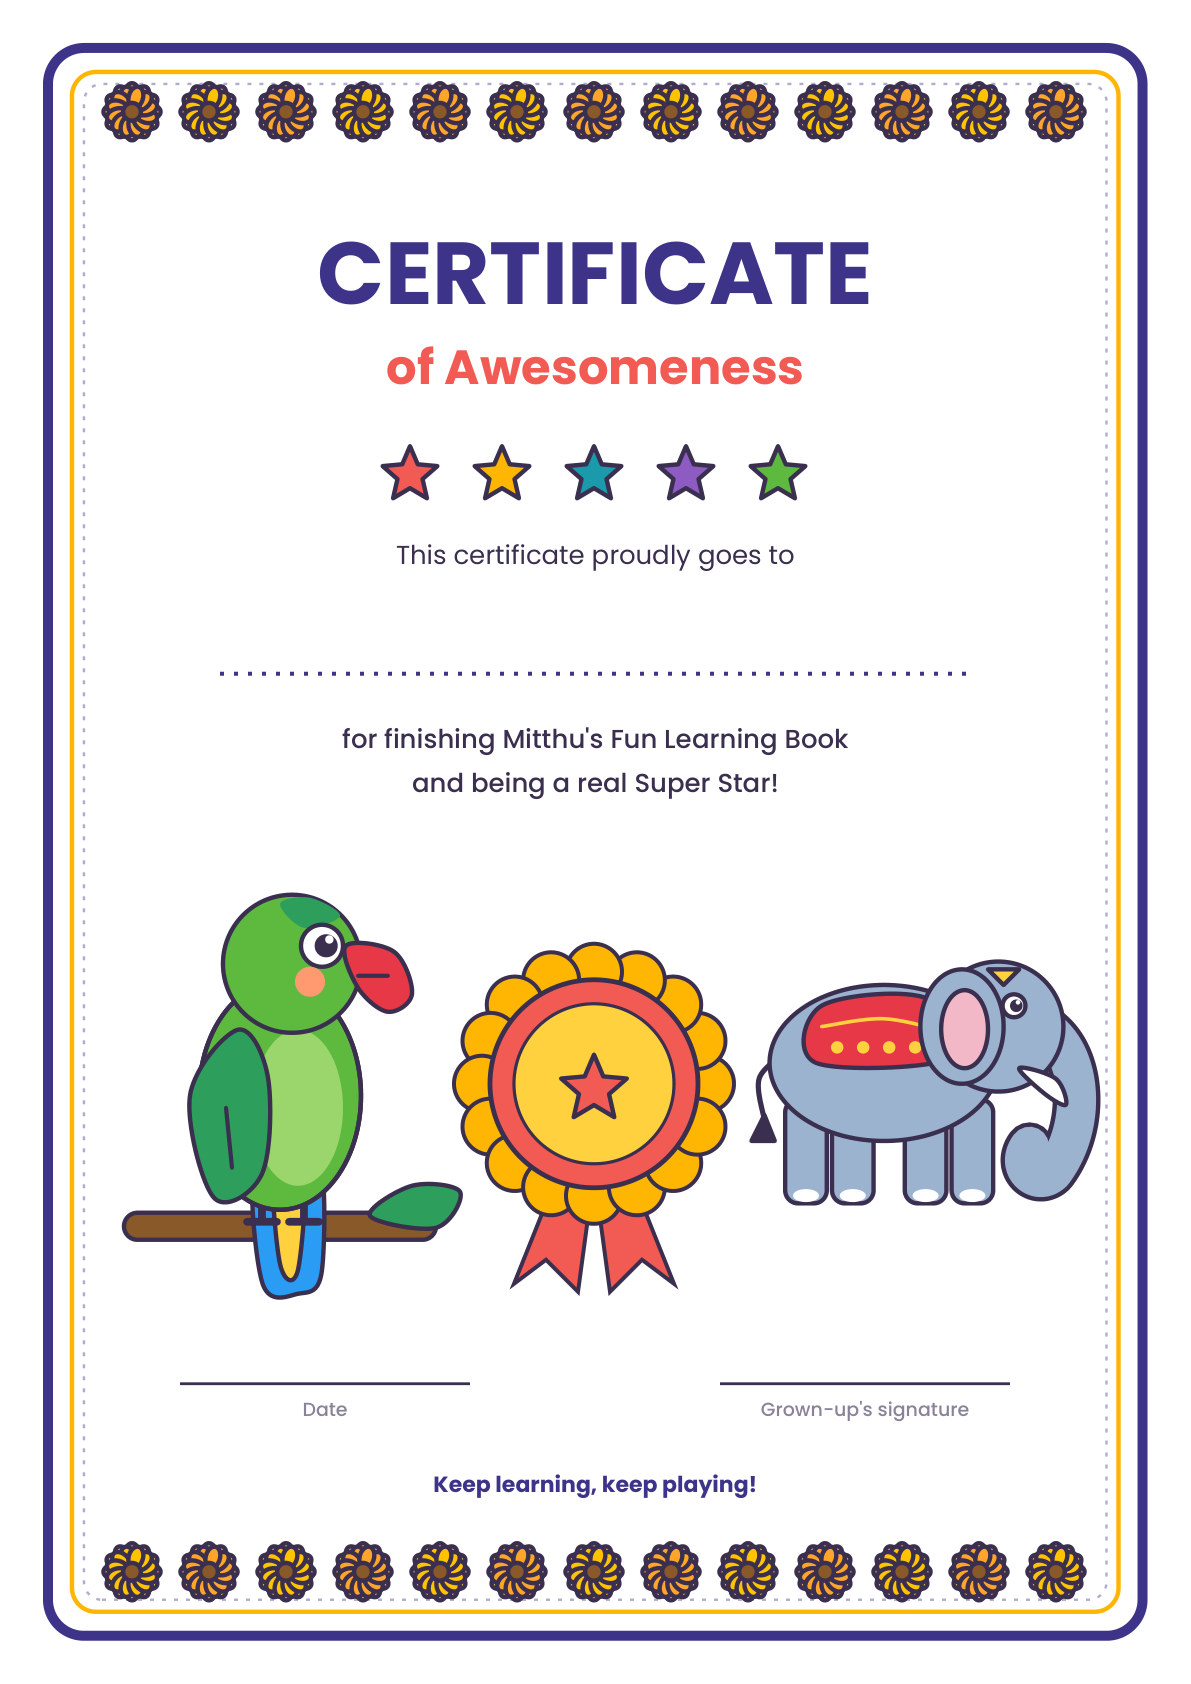 CERTIFICATE
of Awesomeness
This certificate proudly goes to
for finishing Mitthu's Fun Learning Book
and being a real Super Star!
Date
Grown-up's signature
Keep learning, keep playing!